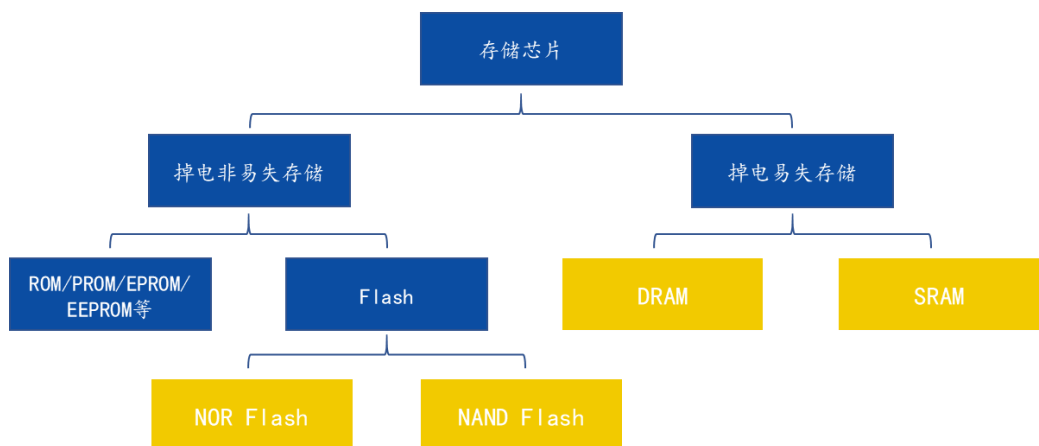 存储芯片
掉电非易失存储
掉电易失存储
ROM/PROM/EPROM/
EEPROM等
Flash
DRAM
SRAM
NOR Flash
NAND Flash